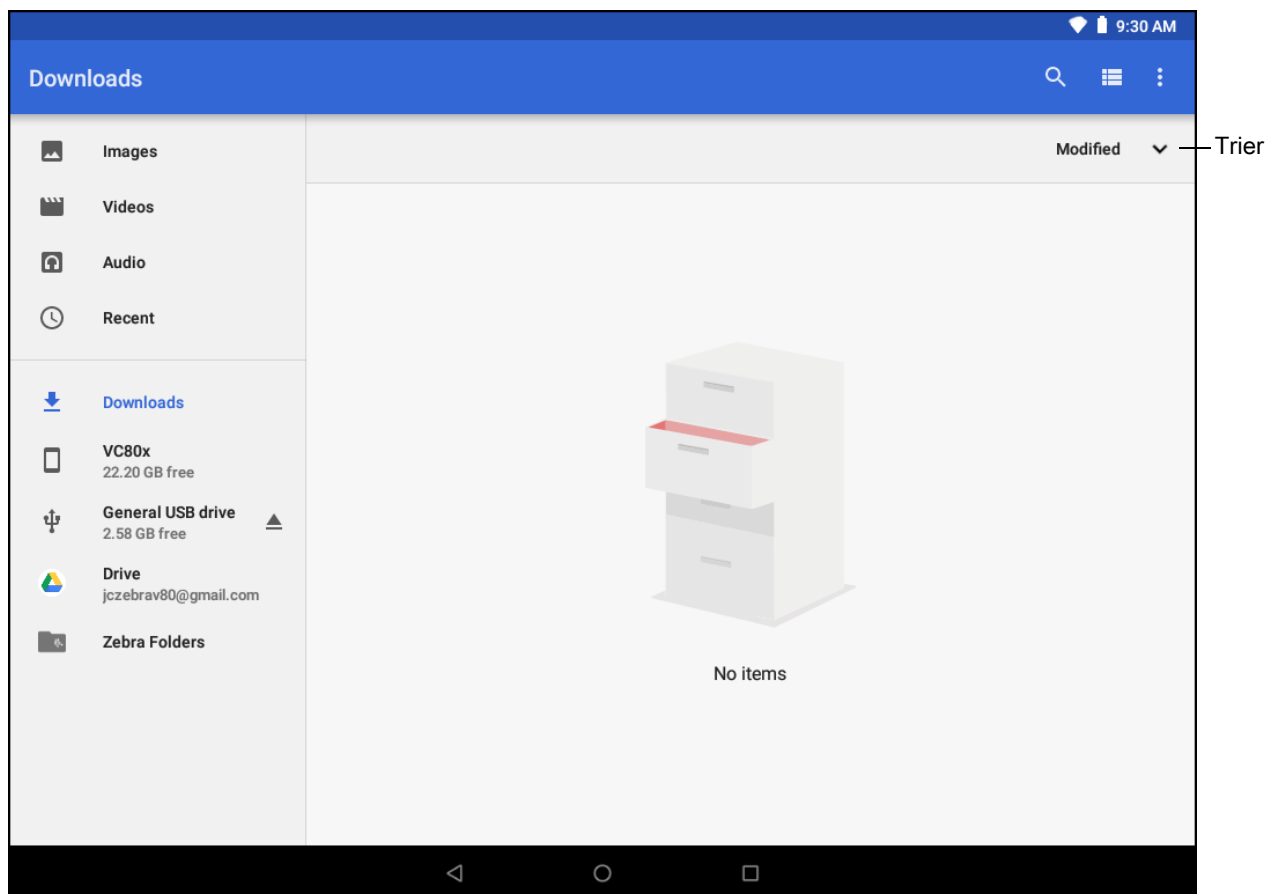 9:30 AM
Downloads
Images
Modified
Trier
Videos
Audio
Recent
Downloads
VC80x
22.20 GB free
General USB drive
2.58 GB free
Drive
jczebrav80@gmail.com
Zebra Folders
No items